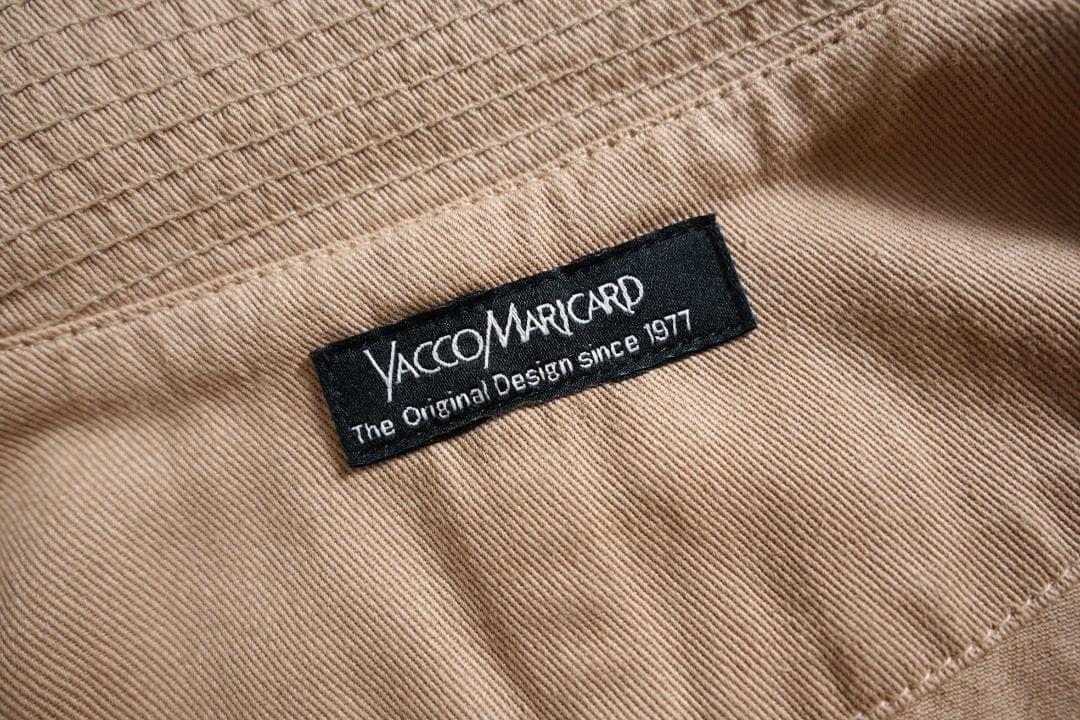 YACCOMARICARD
The Original Design since 1977